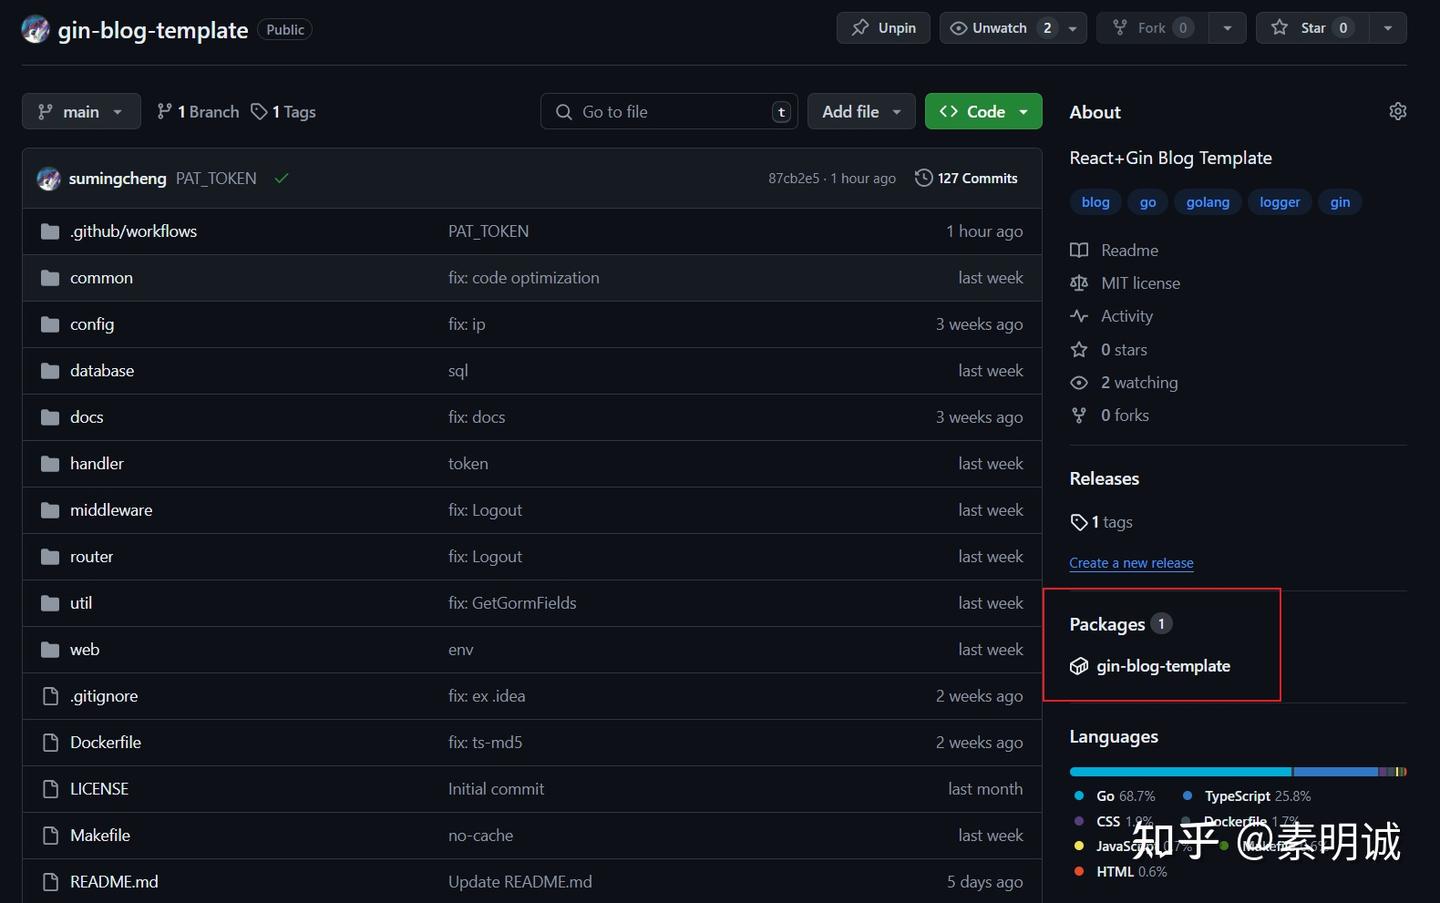 gin-blog-template Public
Unpin
Unwatch 2
Fork 0
Star 0
main
1 Branch
1 Tags
Go to file t
Add file
Code
sumingcheng PAT_TOKEN
87cb2e5 · 1 hour ago
127 Commits
.github/workflows PAT_TOKEN 1 hour ago
common fix: code optimization last week
config fix: ip 3 weeks ago
database sql last week
docs fix: docs 3 weeks ago
handler token last week
middleware fix: Logout last week
router fix: Logout last week
util fix: GetGormFields last week
web env last week
.gitignore fix: ex .idea 2 weeks ago
Dockerfile fix: ts-md5 2 weeks ago
LICENSE Initial commit last month
Makefile no-cache last week
README.md Update README.md 5 days ago
About
React+Gin Blog Template
blog go golang logger gin
Readme
MIT license
Activity
0 stars
2 watching
0 forks
Releases
1 tags
Create a new release
Packages 1
gin-blog-template
Languages
Go 68.7% TypeScript 25.8%
CSS 1.9% Dockerfile 1.7%
JavaScript 0.7% Makefile
HTML 0.6%
知乎 @素明诚